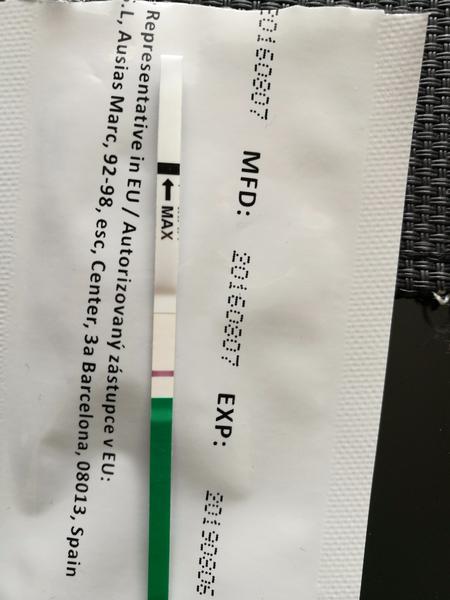 20160807 MFD: 20160807 EXP: 20190806
MAX
Representative in EU / Autorizovaný zástupce v EU:
.L, Ausias Marc, 92-98, esc, Center, 3a Barcelona, 08013, Spain